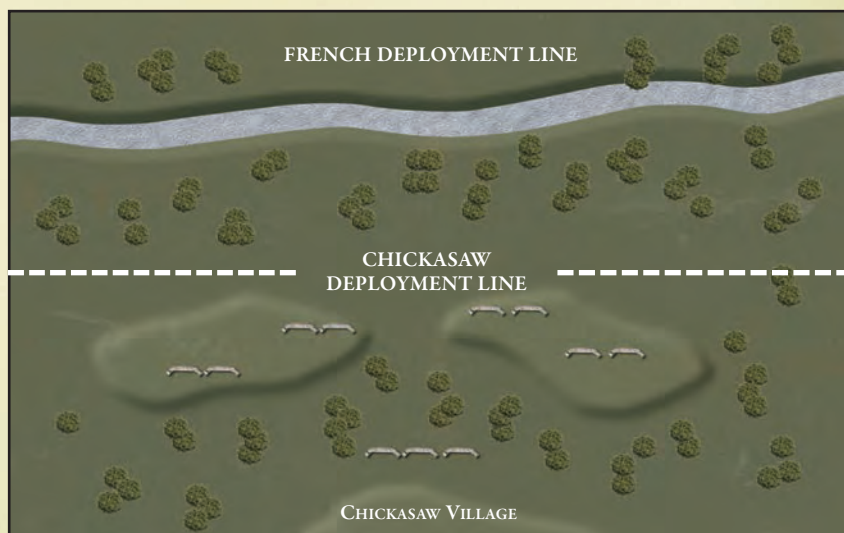 FRENCH DEPLOYMENT LINE
CHICKASAW
DEPLOYMENT LINE
CHICKASAW VILLAGE